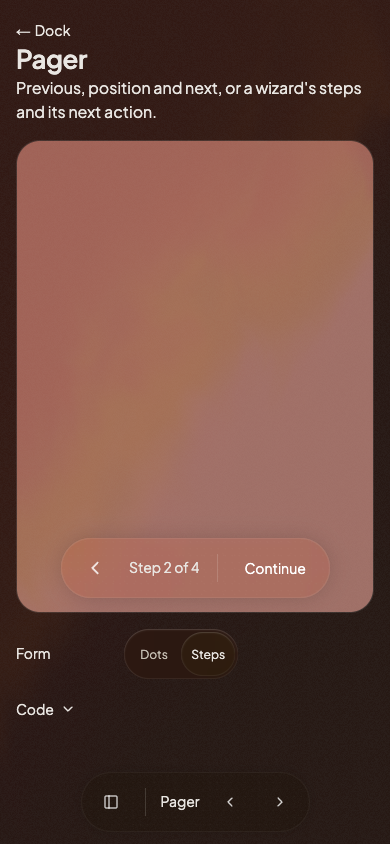 ← Dock
Pager
Previous, position and next, or a wizard's steps
and its next action.
Step 2 of 4
Continue
Form
Dots
Steps
Code
Pager